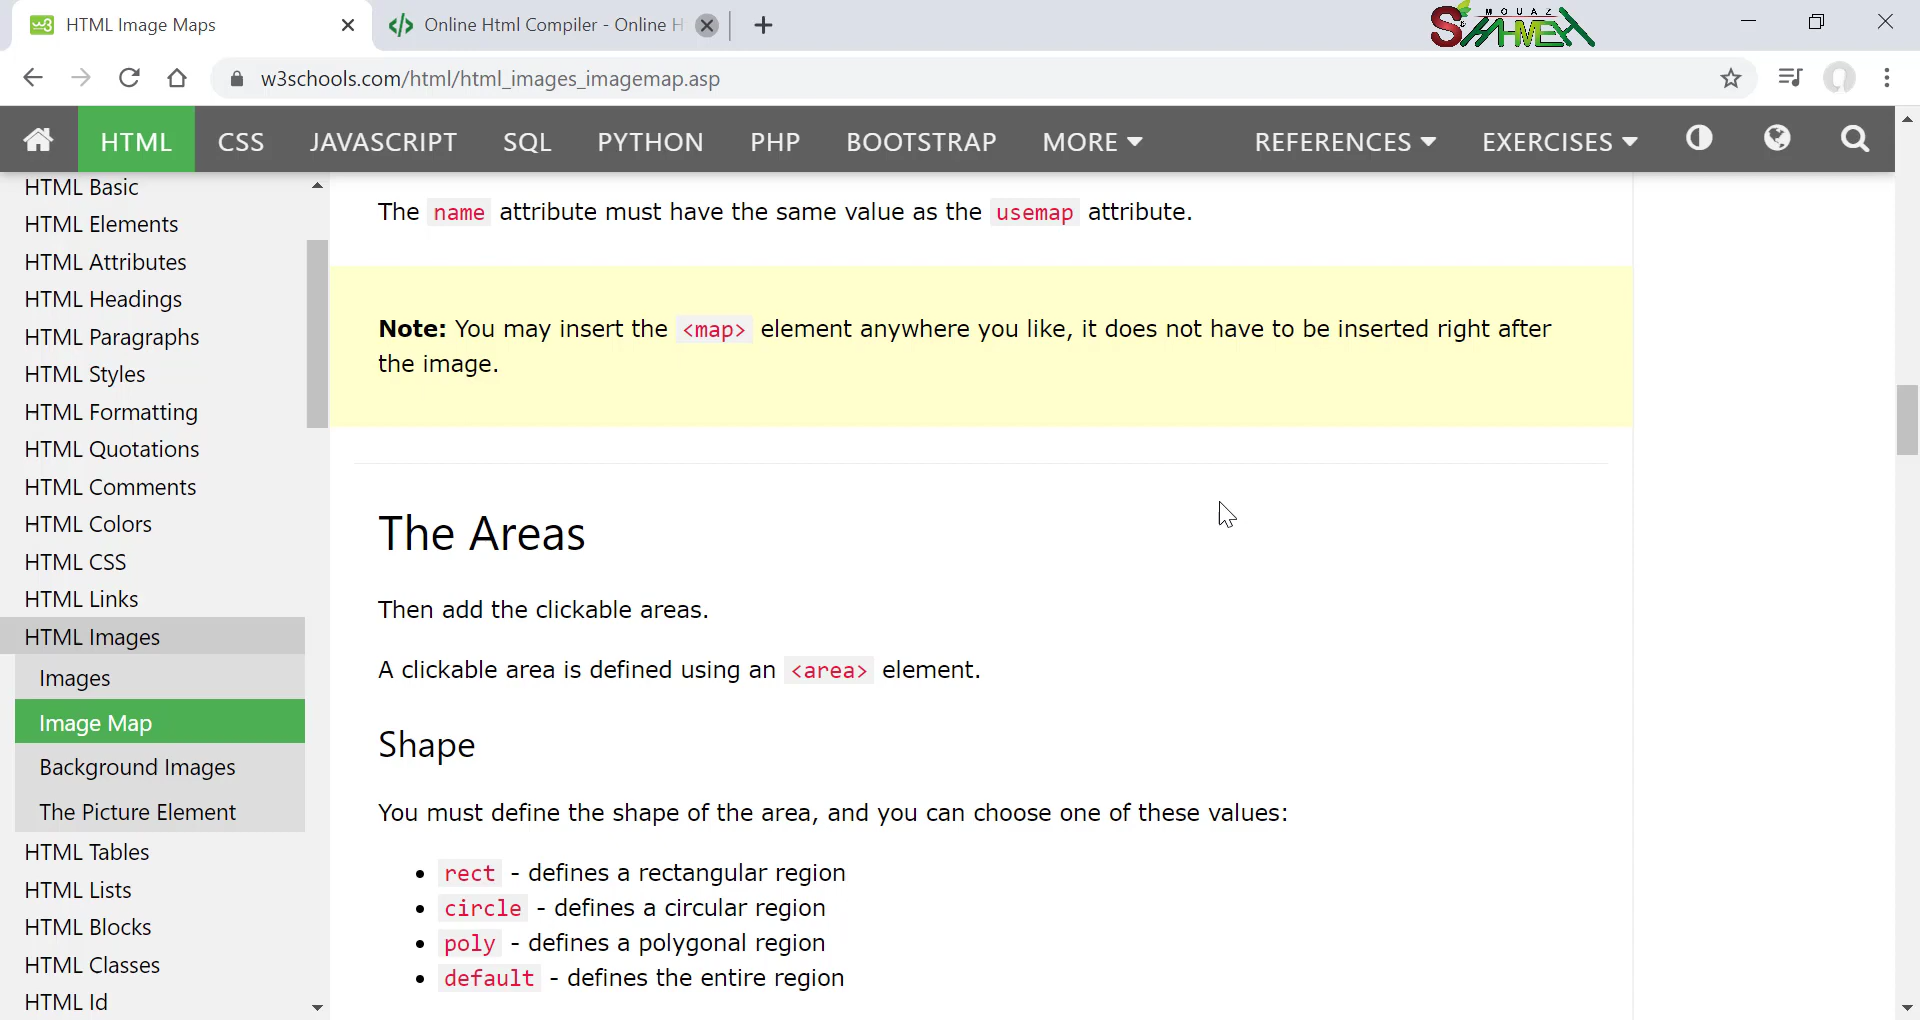 HTML Image Maps
Online Html Compiler - Online H
MOUAZ
w3schools.com/html/html_images_imagemap.asp
HTML CSS JAVASCRIPT SQL PYTHON PHP BOOTSTRAP MORE REFERENCES EXERCISES
HTML Basic
HTML Elements
HTML Attributes
HTML Headings
HTML Paragraphs
HTML Styles
HTML Formatting
HTML Quotations
HTML Comments
HTML Colors
HTML CSS
HTML Links
HTML Images
Images
Image Map
Background Images
The Picture Element
HTML Tables
HTML Lists
HTML Blocks
HTML Classes
HTML Id
The name attribute must have the same value as the usemap attribute.
Note: You may insert the <map> element anywhere you like, it does not have to be inserted right after
the image.
The Areas
Then add the clickable areas.
A clickable area is defined using an <area> element.
Shape
You must define the shape of the area, and you can choose one of these values:
• rect - defines a rectangular region
• circle - defines a circular region
• poly - defines a polygonal region
• default - defines the entire region